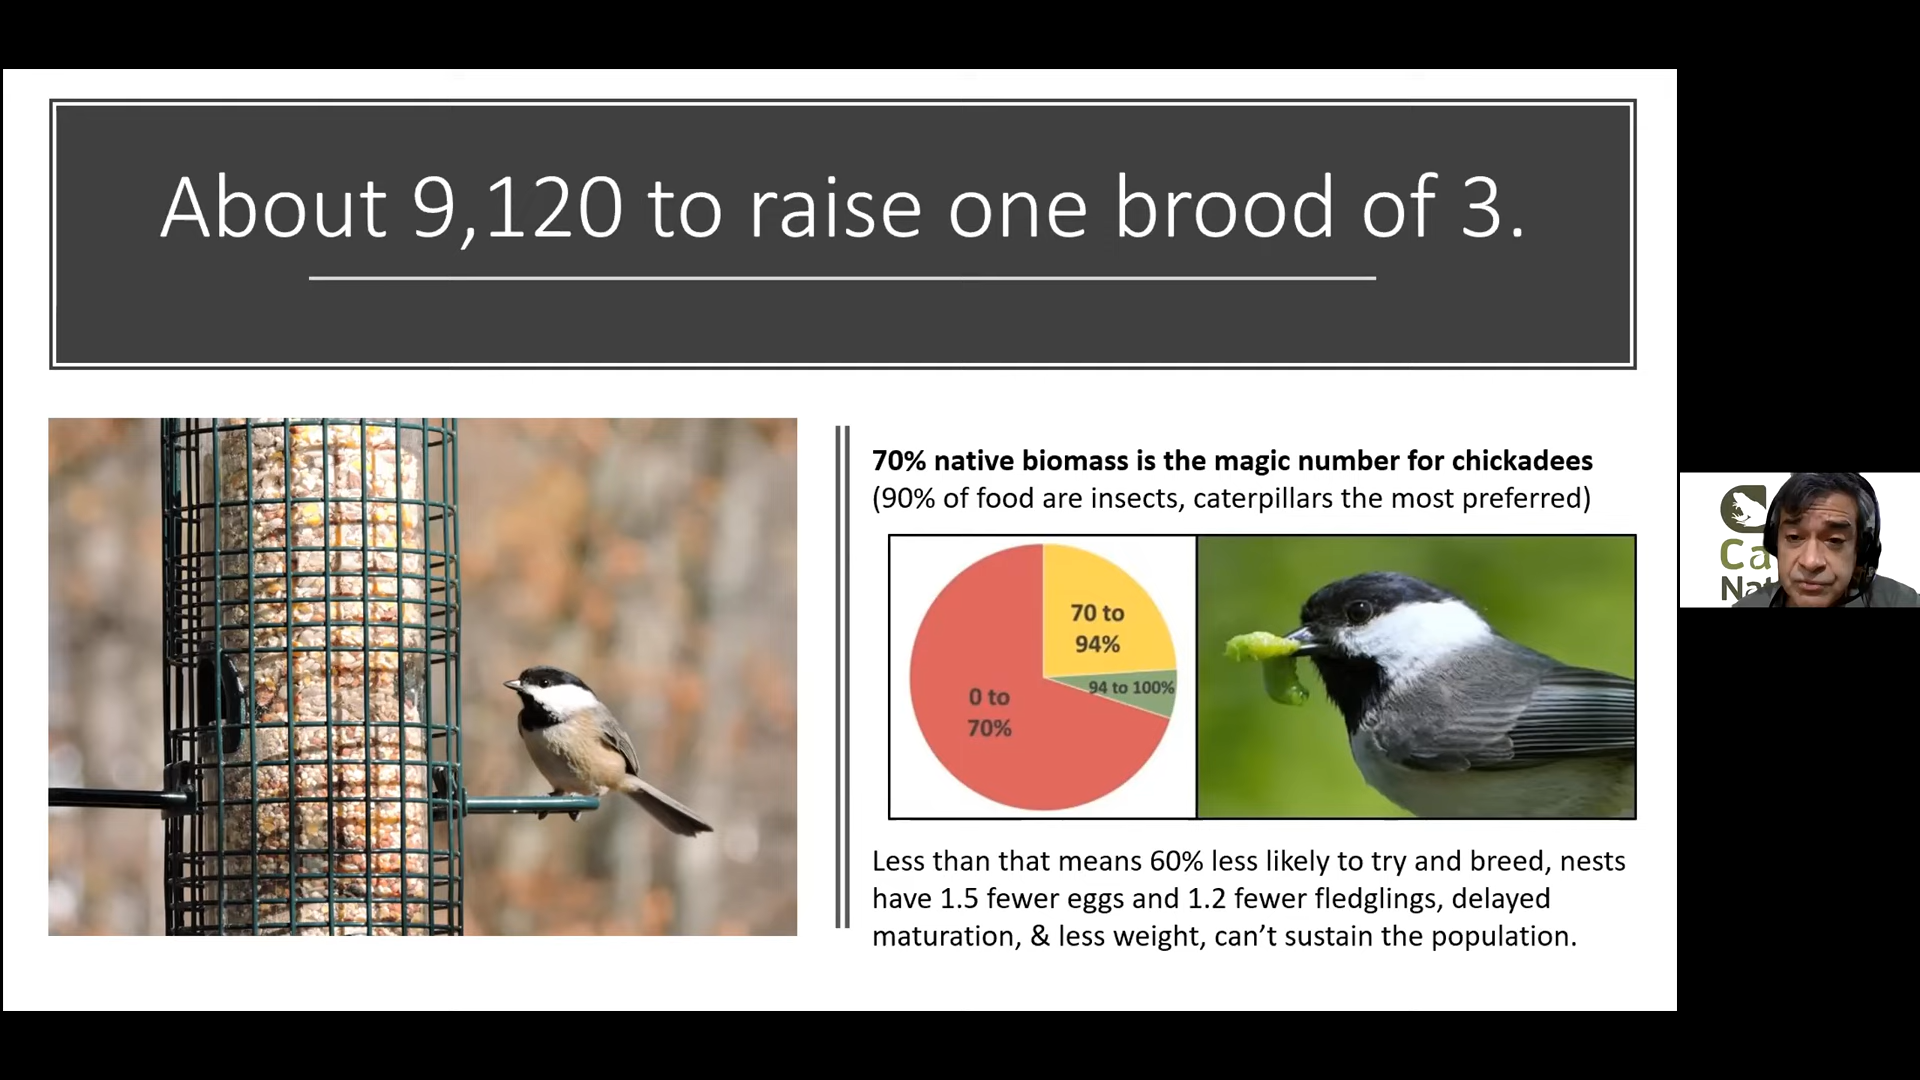 About 9,120 to raise one brood of 3.
70% native biomass is the magic number for chickadees
(90% of food are insects, caterpillars the most preferred)
70 to
94%
94 to 100%
0 to
70%
Less than that means 60% less likely to try and breed, nests
have 1.5 fewer eggs and 1.2 fewer fledglings, delayed
maturation, & less weight, can’t sustain the population.
Ca
Nat